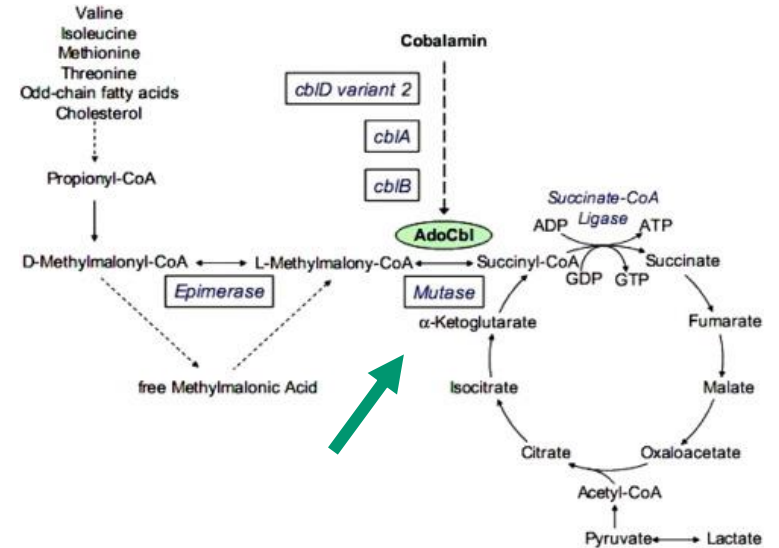 Valine
Isoleucine
Methionine
Threonine
Odd-chain fatty acids
Cholesterol
Propionyl-CoA
Cobalamin
cblD variant 2
cblA
cblB
AdoCbl
D-Methylmalonyl-CoA
L-Methylmalony-CoA
Succinyl-CoA
Epimerase
Mutase
free Methylmalonic Acid
Succinate-CoA
Ligase
ADP
ATP
GDP
GTP
Succinate
Fumarate
Malate
Oxaloacetate
Acetyl-CoA
Citrate
Isocitrate
α-Ketoglutarate
Pyruvate
Lactate